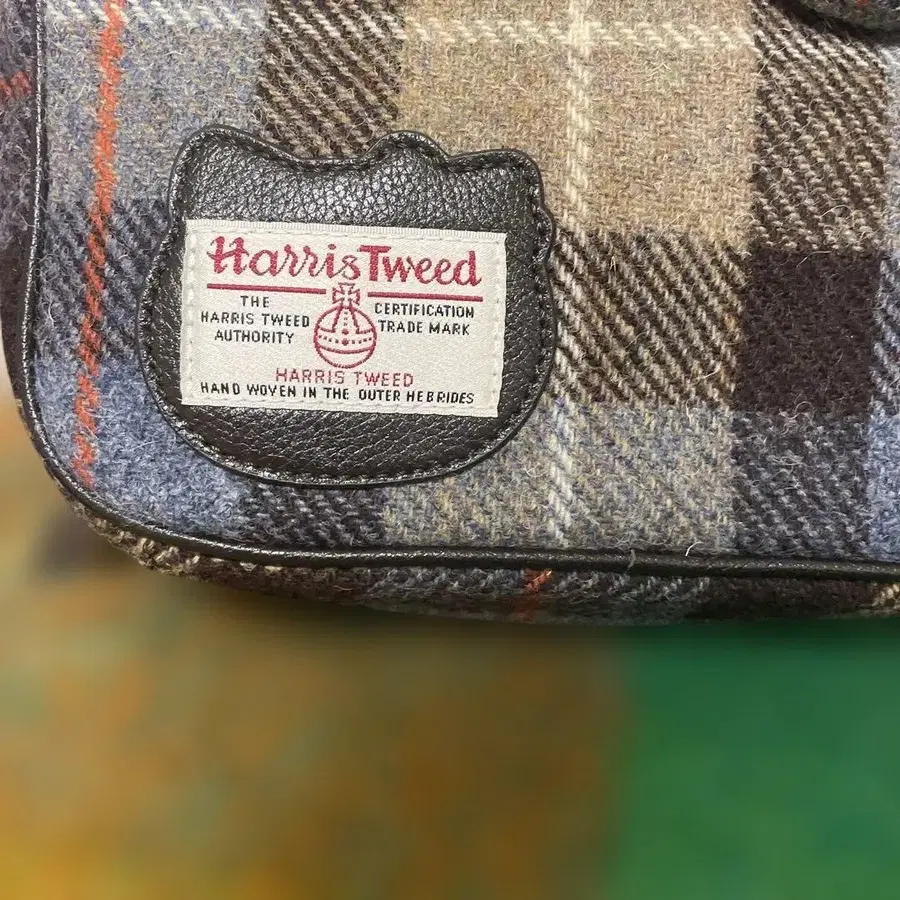 Harris Tweed
THE
HARRIS TWEED
AUTHORITY
CERTIFICATION
TRADE MARK
HARRIS TWEED
HAND WOVEN IN THE OUTER HEBRIDES